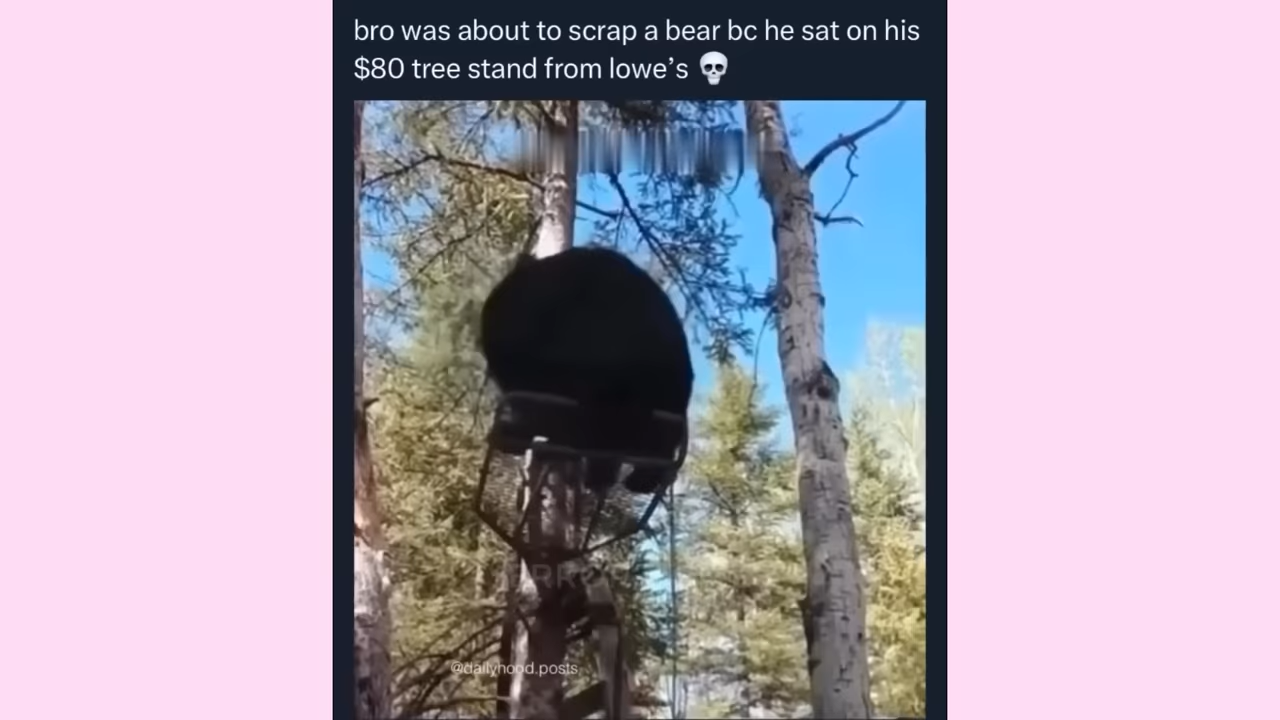 bro was about to scrap a bear bc he sat on his
$80 tree stand from lowe’s 💀
@dailyhood.posts